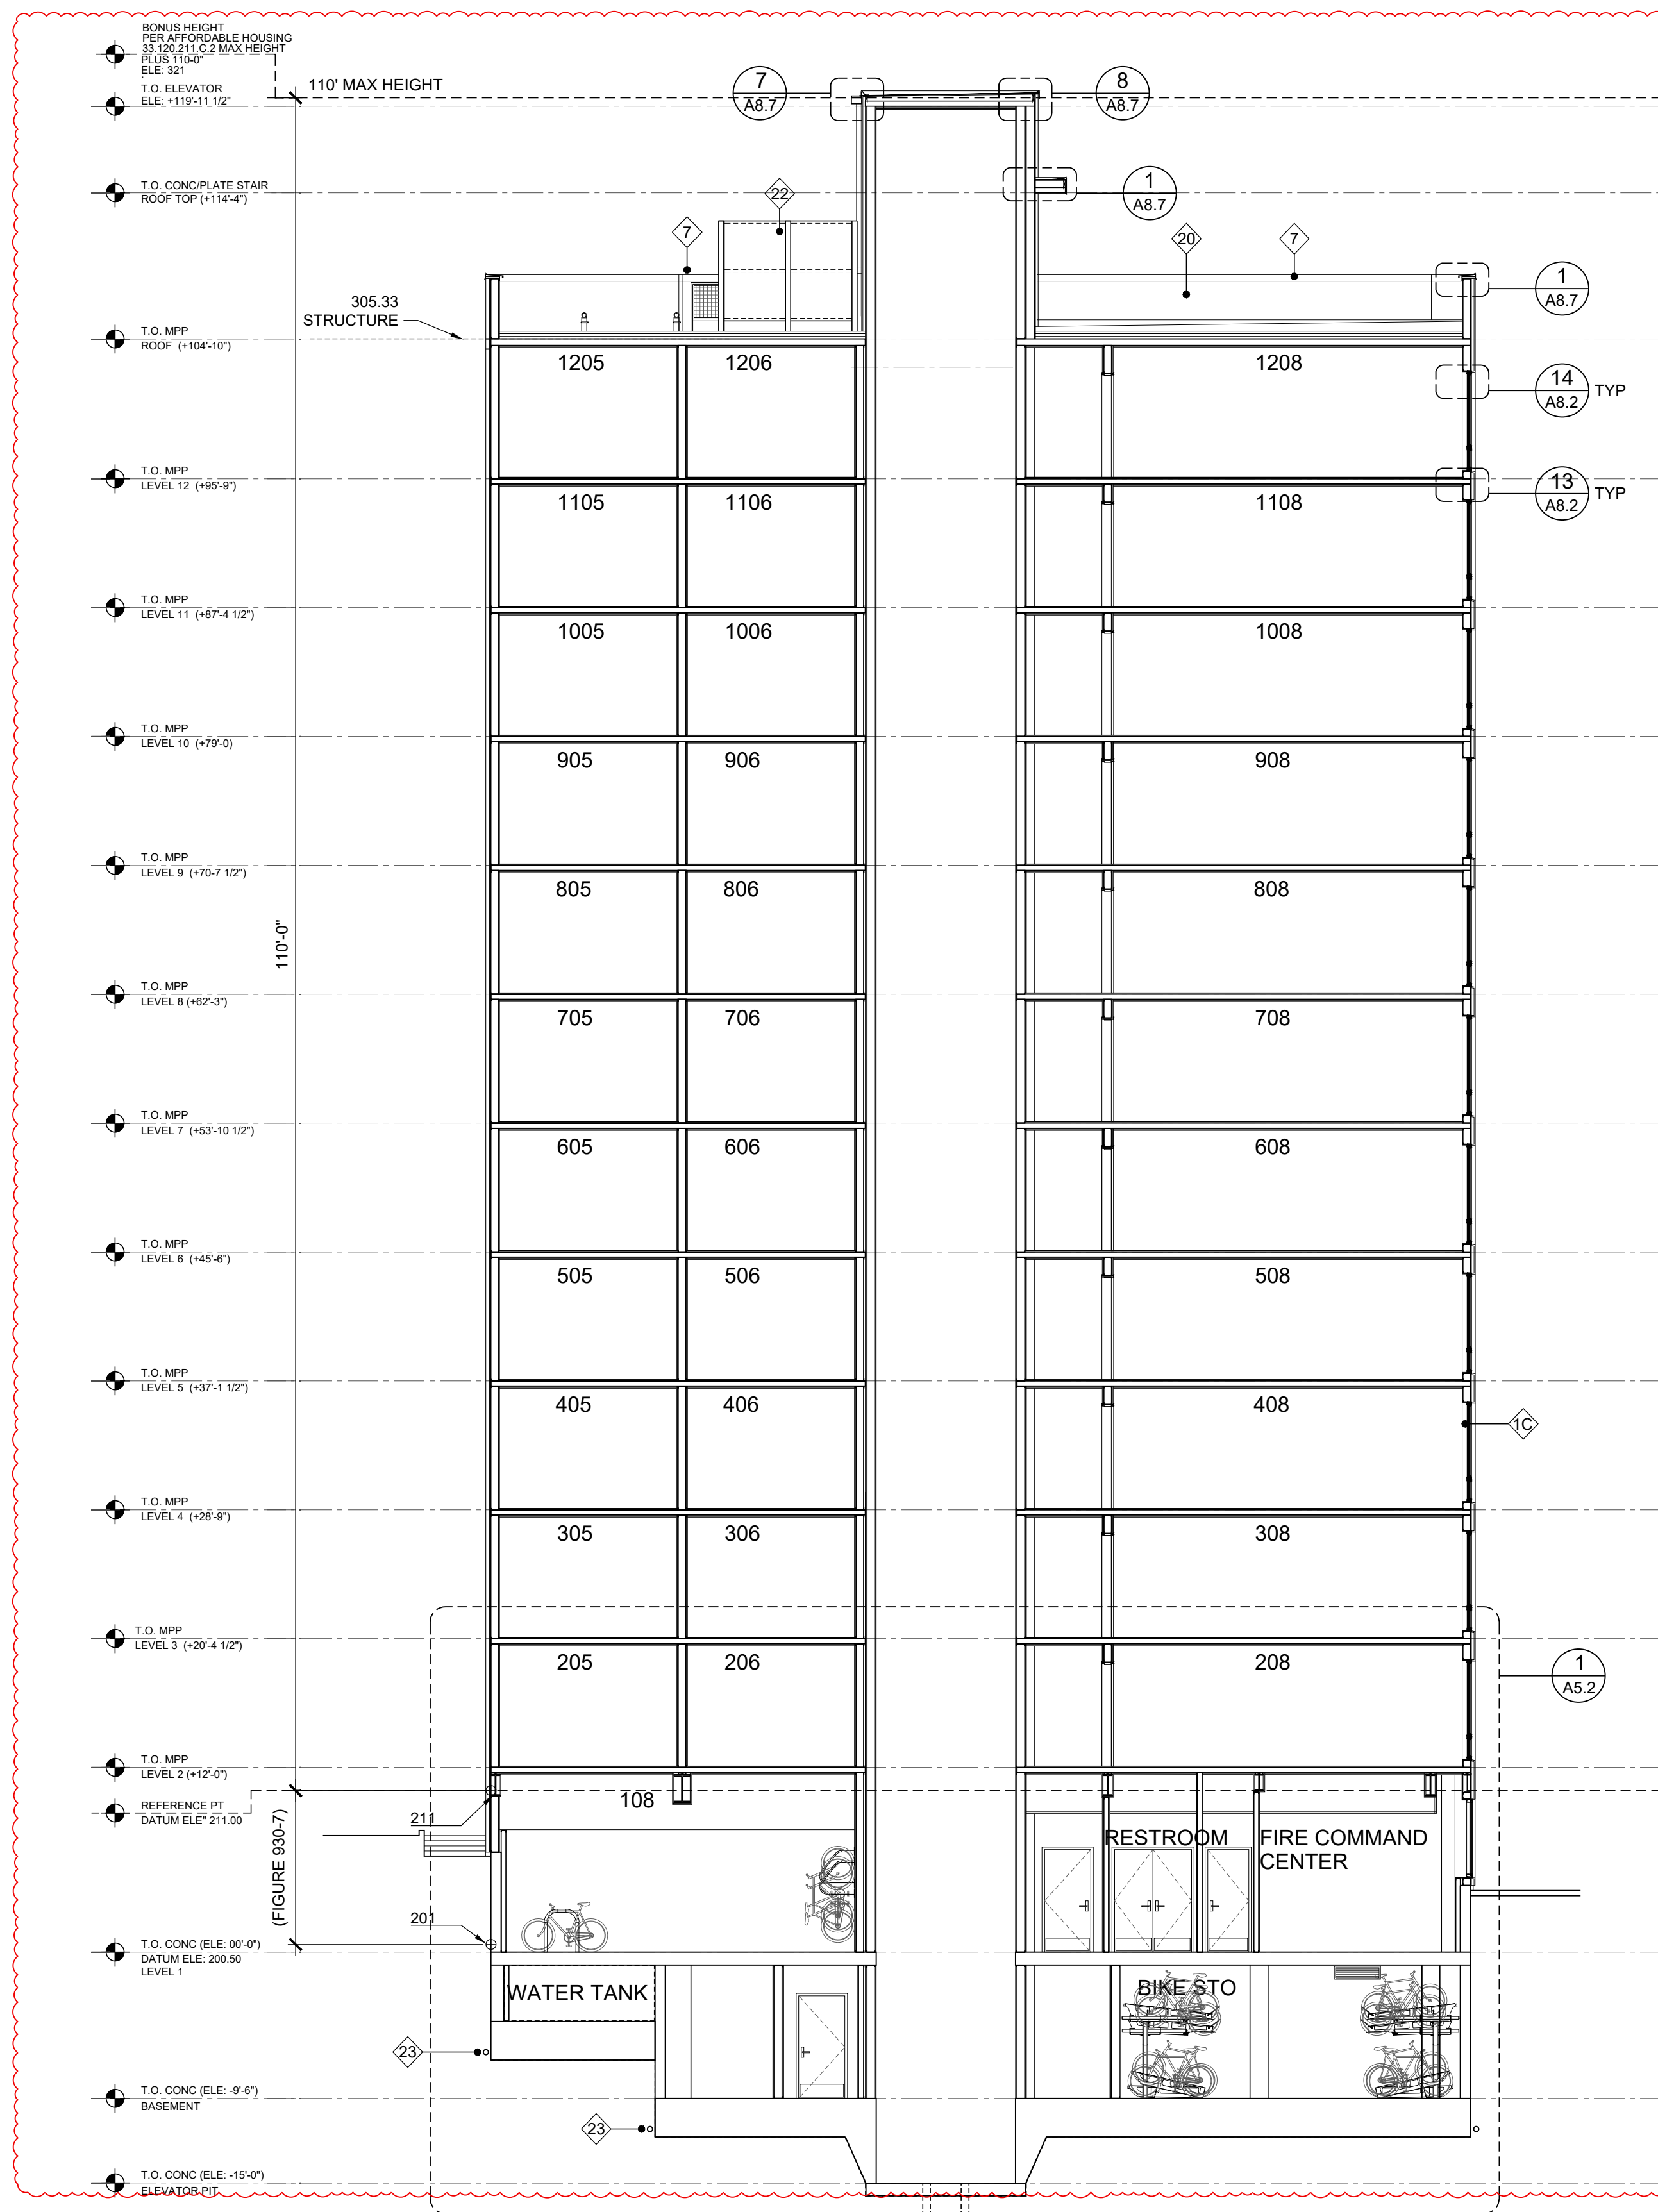 BONUS HEIGHT
PER AFFORDABLE HOUSING
33.120.211.C.2 MAX HEIGHT
PLUS 110-0"
ELE: 321
T.O. ELEVATOR
ELE: +119'-11 1/2"
110' MAX HEIGHT
7
A8.7
8
A8.7
T.O. CONC/PLATE STAIR
ROOF TOP (+114'-4")
22
1
A8.7
7
20
7
1
A8.7
305.33
STRUCTURE
T.O. MPP
ROOF (+104'-10")
1205
1206
1208
14
A8.2
TYP
T.O. MPP
LEVEL 12 (+95'-9")
1105
1106
1108
13
A8.2
TYP
T.O. MPP
LEVEL 11 (+87'-4 1/2")
1005
1006
1008
T.O. MPP
LEVEL 10 (+79'-0)
905
906
908
T.O. MPP
LEVEL 9 (+70-7 1/2")
805
806
808
110'-0"
T.O. MPP
LEVEL 8 (+62'-3")
705
706
708
T.O. MPP
LEVEL 7 (+53'-10 1/2")
605
606
608
T.O. MPP
LEVEL 6 (+45'-6")
505
506
508
T.O. MPP
LEVEL 5 (+37'-1 1/2")
405
406
408
1C
T.O. MPP
LEVEL 4 (+28'-9")
305
306
308
T.O. MPP
LEVEL 3 (+20'-4 1/2")
205
206
208
1
A5.2
T.O. MPP
LEVEL 2 (+12'-0")
REFERENCE PT
DATUM ELE" 211.00
211
108
(FIGURE 930-7)
RESTROOM
FIRE COMMAND
CENTER
201
T.O. CONC (ELE: 00'-0")
DATUM ELE: 200.50
LEVEL 1
WATER TANK
BIKE STO
23
T.O. CONC (ELE: -9'-6")
BASEMENT
23
T.O. CONC (ELE: -15'-0")
ELEVATOR PIT